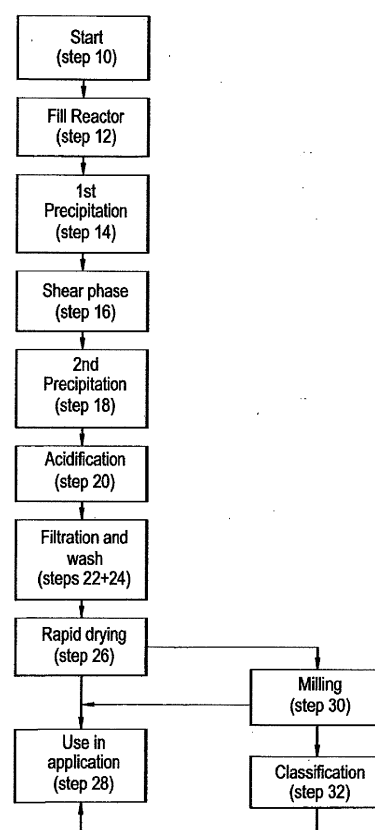 Start
(step 10)
Fill Reactor
(step 12)
1st
Precipitation
(step 14)
Shear phase
(step 16)
2nd
Precipitation
(step 18)
Acidification
(step 20)
Filtration and
wash
(steps 22+24)
Rapid drying
(step 26)
Milling
(step 30)
Use in
application
(step 28)
Classification
(step 32)